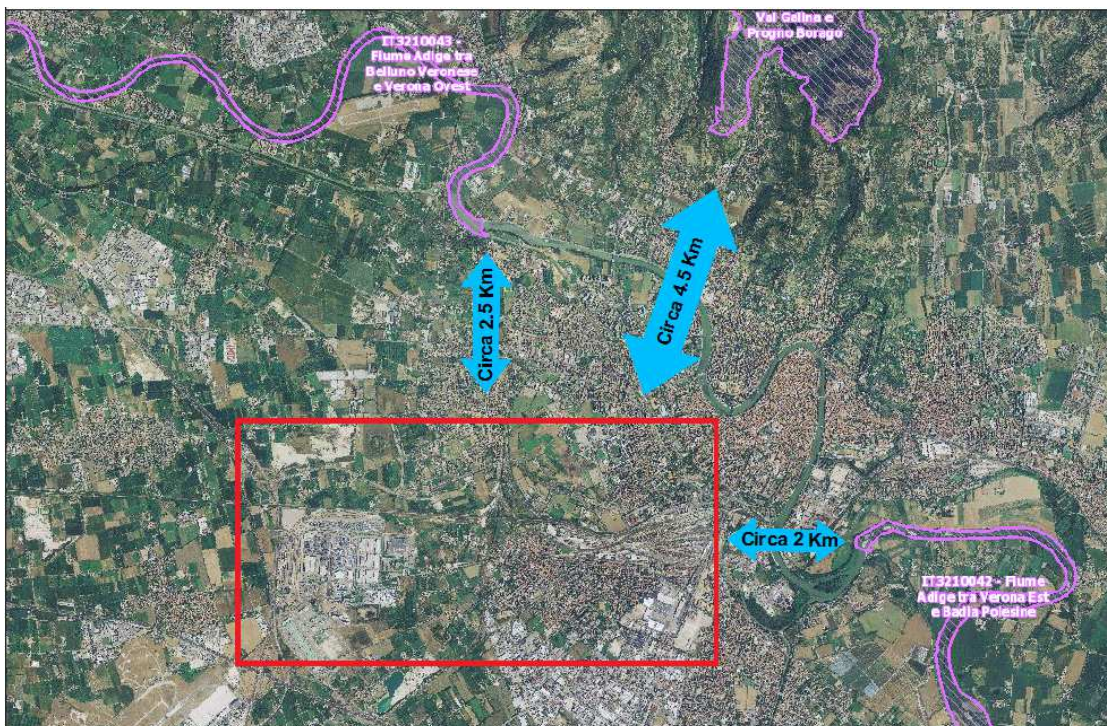 Val Galina e
Progno Borago
IT3210043 -
Fiume Adige tra
Belluno Veronese
e Verona Ovest
Circa 2.5 Km
Circa 4.5 Km
Circa 2 Km
IT3210042 - Fiume
Adige tra Verona Est
e Badia Polesine